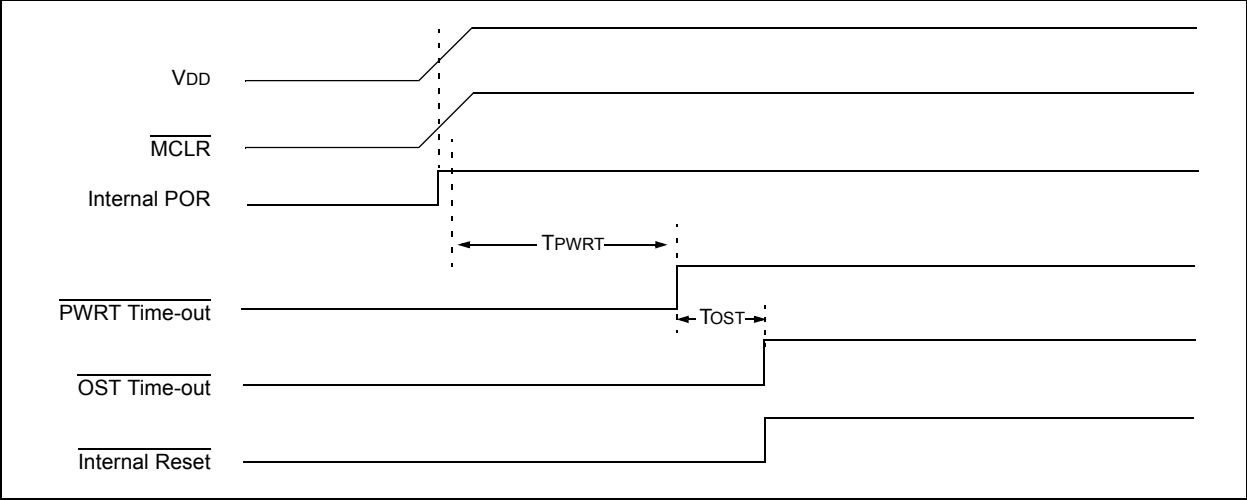 VDD
MCLR
Internal POR
TPWRT
PWRT Time-out
TOST
OST Time-out
Internal Reset